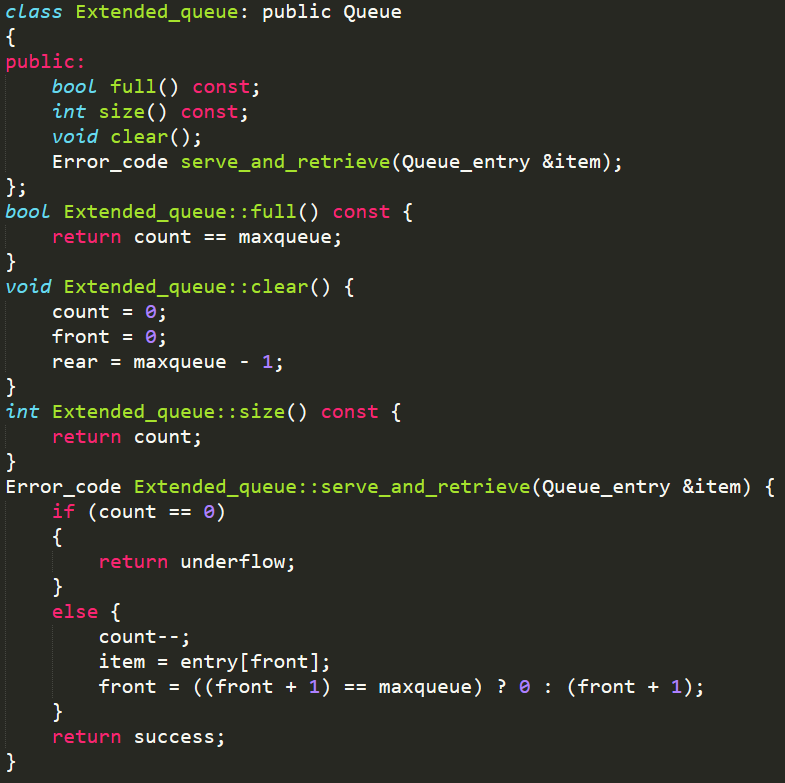 class Extended_queue: public Queue
{
public:
    bool full() const;
    int size() const;
    void clear();
    Error_code serve_and_retrieve(Queue_entry &item);
};
bool Extended_queue::full() const {
    return count == maxqueue;
}
void Extended_queue::clear() {
    count = 0;
    front = 0;
    rear = maxqueue - 1;
}
int Extended_queue::size() const {
    return count;
}
Error_code Extended_queue::serve_and_retrieve(Queue_entry &item) {
    if (count == 0)
    {
        return underflow;
    }
    else {
        count--;
        item = entry[front];
        front = ((front + 1) == maxqueue) ? 0 : (front + 1);
    }
    return success;
}